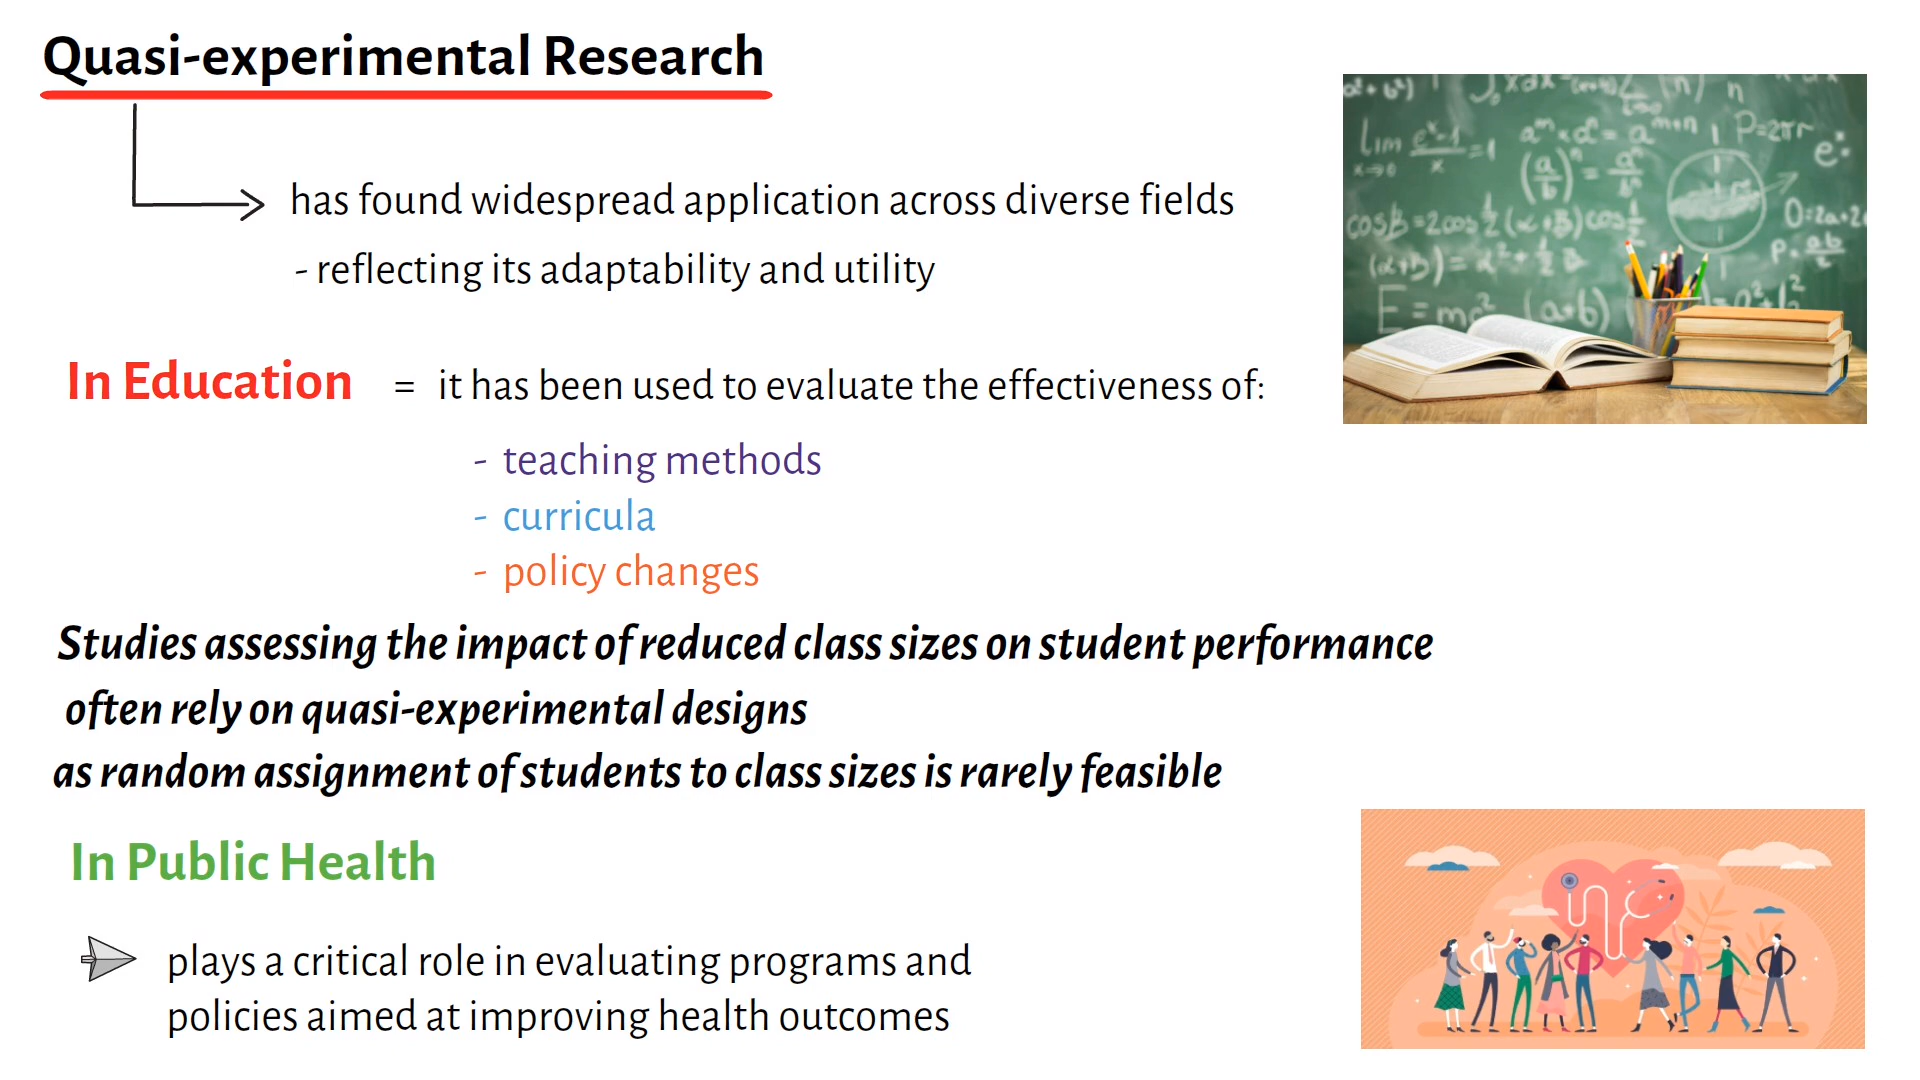 Quasi-experimental Research
has found widespread application across diverse fields
- reflecting its adaptability and utility
In Education = it has been used to evaluate the effectiveness of:
- teaching methods
- curricula
- policy changes
Studies assessing the impact of reduced class sizes on student performance
often rely on quasi-experimental designs
as random assignment of students to class sizes is rarely feasible
In Public Health
plays a critical role in evaluating programs and
policies aimed at improving health outcomes